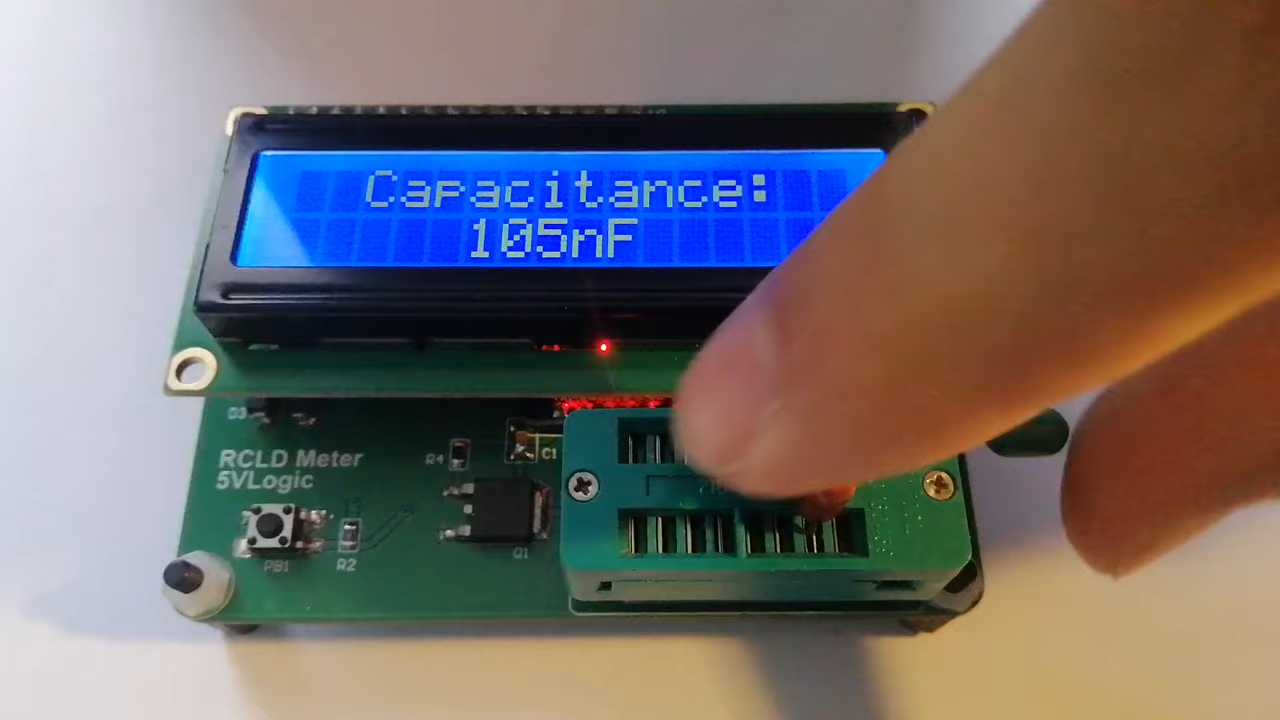 Capacitance:
105nF
D3
RCLD Meter
5VLogic
R4
C1
PB1
R2
Q1